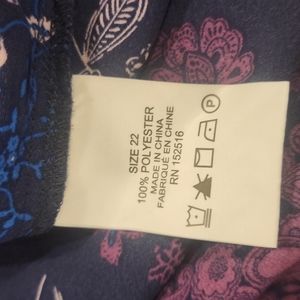 SIZE 22
100% POLYESTER
MADE IN CHINA
FABRIQUÉ EN CHINE
RN 152516
P